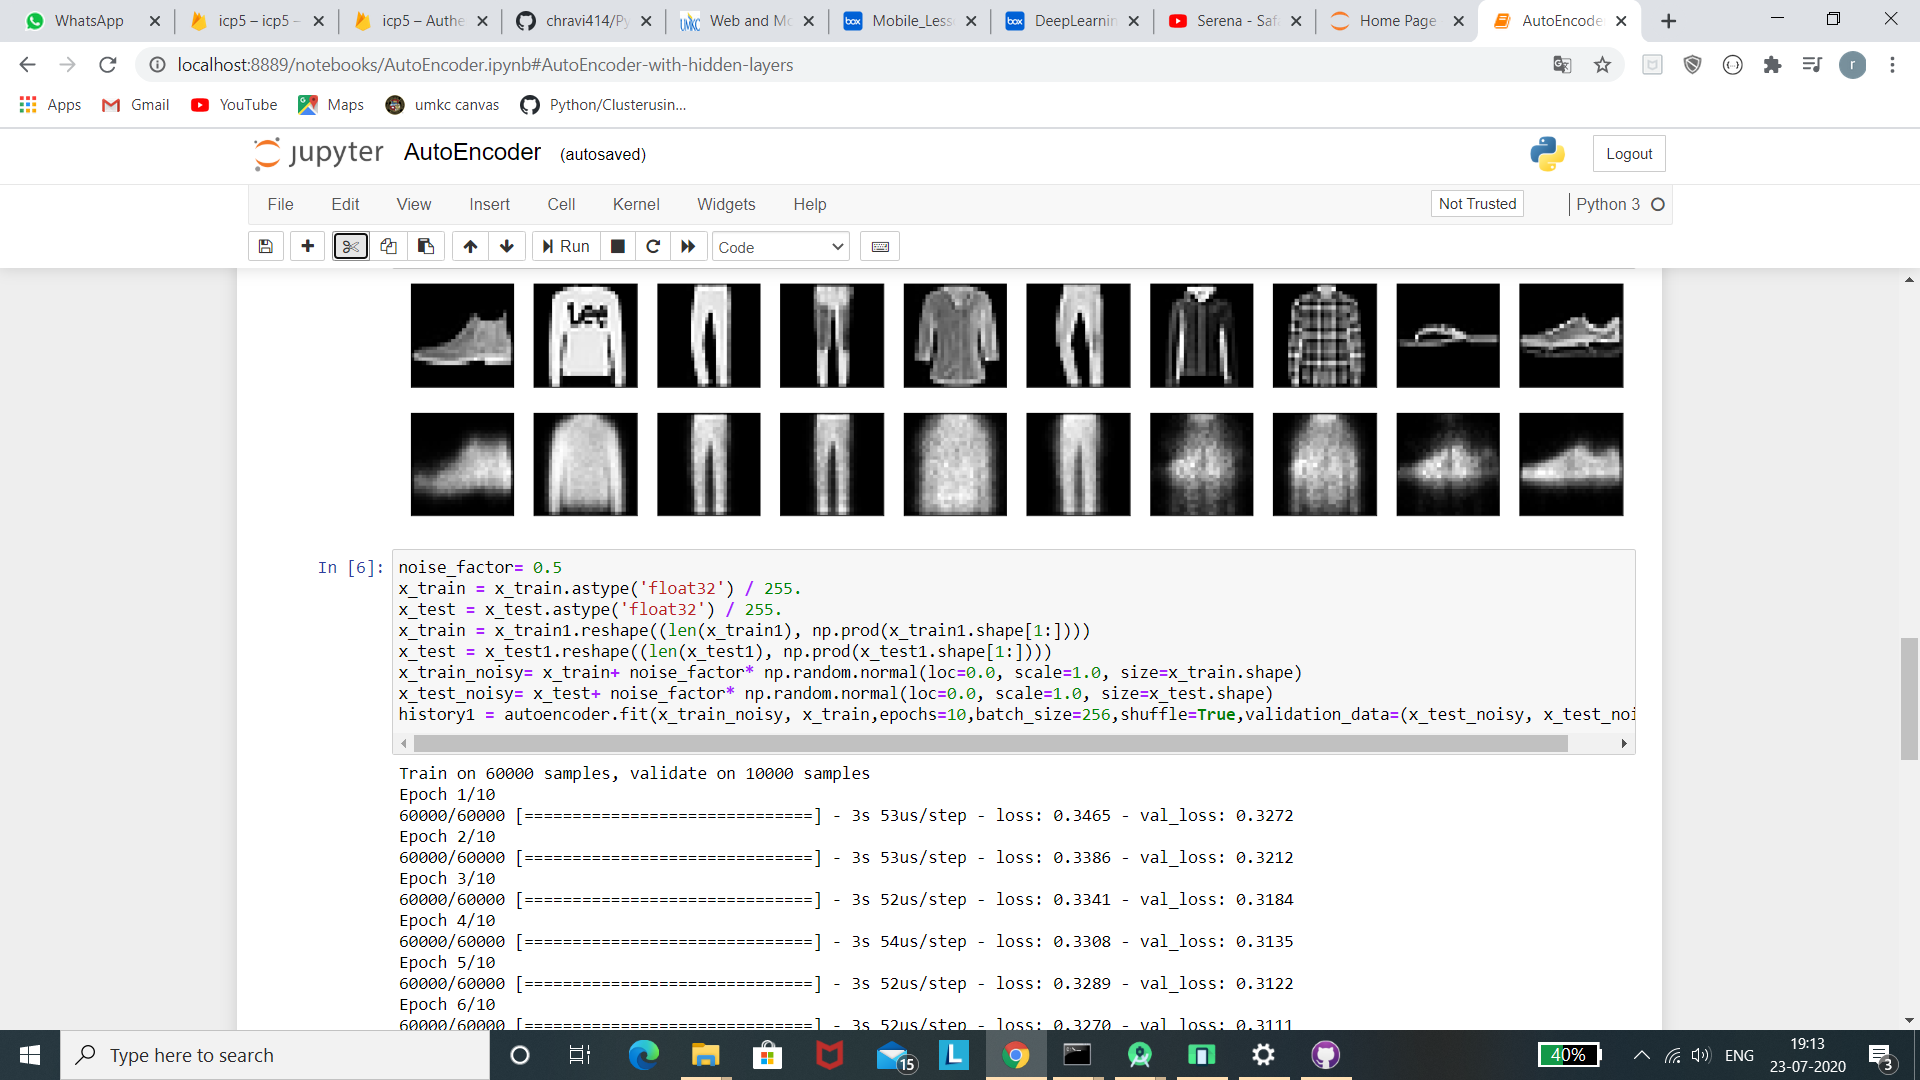 WhatsApp
icp5 – icp5 –
icp5 – Authe
chravi414/Py
Web and Mo
Mobile_Less
DeepLearnin
Serena - Saf
Home Page
AutoEncode
localhost:8889/notebooks/AutoEncoder.ipynb#AutoEncoder-with-hidden-layers
r
Apps Gmail YouTube Maps umkc canvas Python/Clusterusin...
jupyter AutoEncoder (autosaved)
Logout
File Edit View Insert Cell Kernel Widgets Help
Not Trusted
Python 3
Run
Code
Lee
In [6]:
noise_factor= 0.5
x_train = x_train.astype('float32') / 255.
x_test = x_test.astype('float32') / 255.
x_train = x_train1.reshape((len(x_train1), np.prod(x_train1.shape[1:])))
x_test = x_test1.reshape((len(x_test1), np.prod(x_test1.shape[1:])))
x_train_noisy= x_train+ noise_factor* np.random.normal(loc=0.0, scale=1.0, size=x_train.shape)
x_test_noisy= x_test+ noise_factor* np.random.normal(loc=0.0, scale=1.0, size=x_test.shape)
history1 = autoencoder.fit(x_train_noisy, x_train,epochs=10,batch_size=256,shuffle=True,validation_data=(x_test_noisy, x_test_noi
Train on 60000 samples, validate on 10000 samples
Epoch 1/10
60000/60000 [==============================] - 3s 53us/step - loss: 0.3465 - val_loss: 0.3272
Epoch 2/10
60000/60000 [==============================] - 3s 53us/step - loss: 0.3386 - val_loss: 0.3212
Epoch 3/10
60000/60000 [==============================] - 3s 52us/step - loss: 0.3341 - val_loss: 0.3184
Epoch 4/10
60000/60000 [==============================] - 3s 54us/step - loss: 0.3308 - val_loss: 0.3135
Epoch 5/10
60000/60000 [==============================] - 3s 52us/step - loss: 0.3289 - val_loss: 0.3122
Epoch 6/10
60000/60000 [==============================] - 3s 52us/step - loss: 0.3270 - val_loss: 0.3111
Type here to search
15
L
40%
ENG
19:13
23-07-2020
3